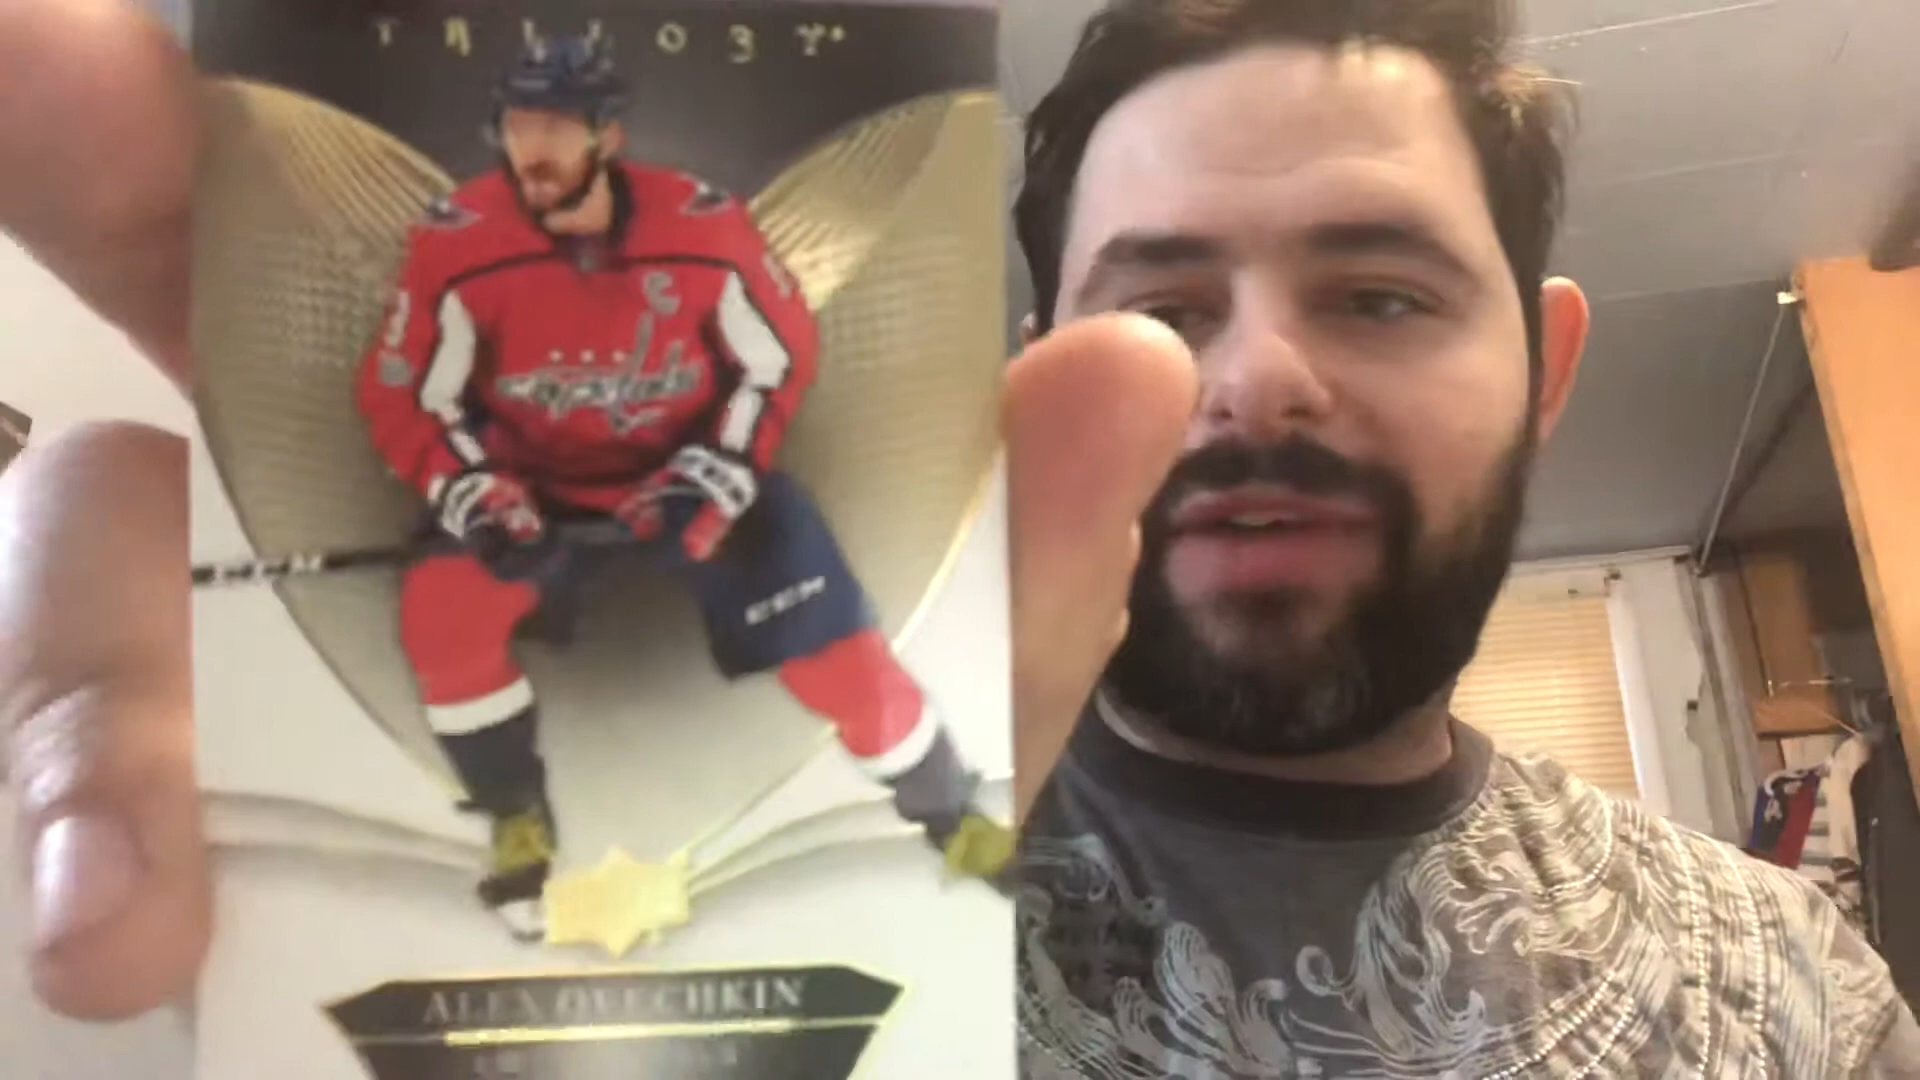 TRILOGY
C
capitals
CCM
ALEX OVECHKIN